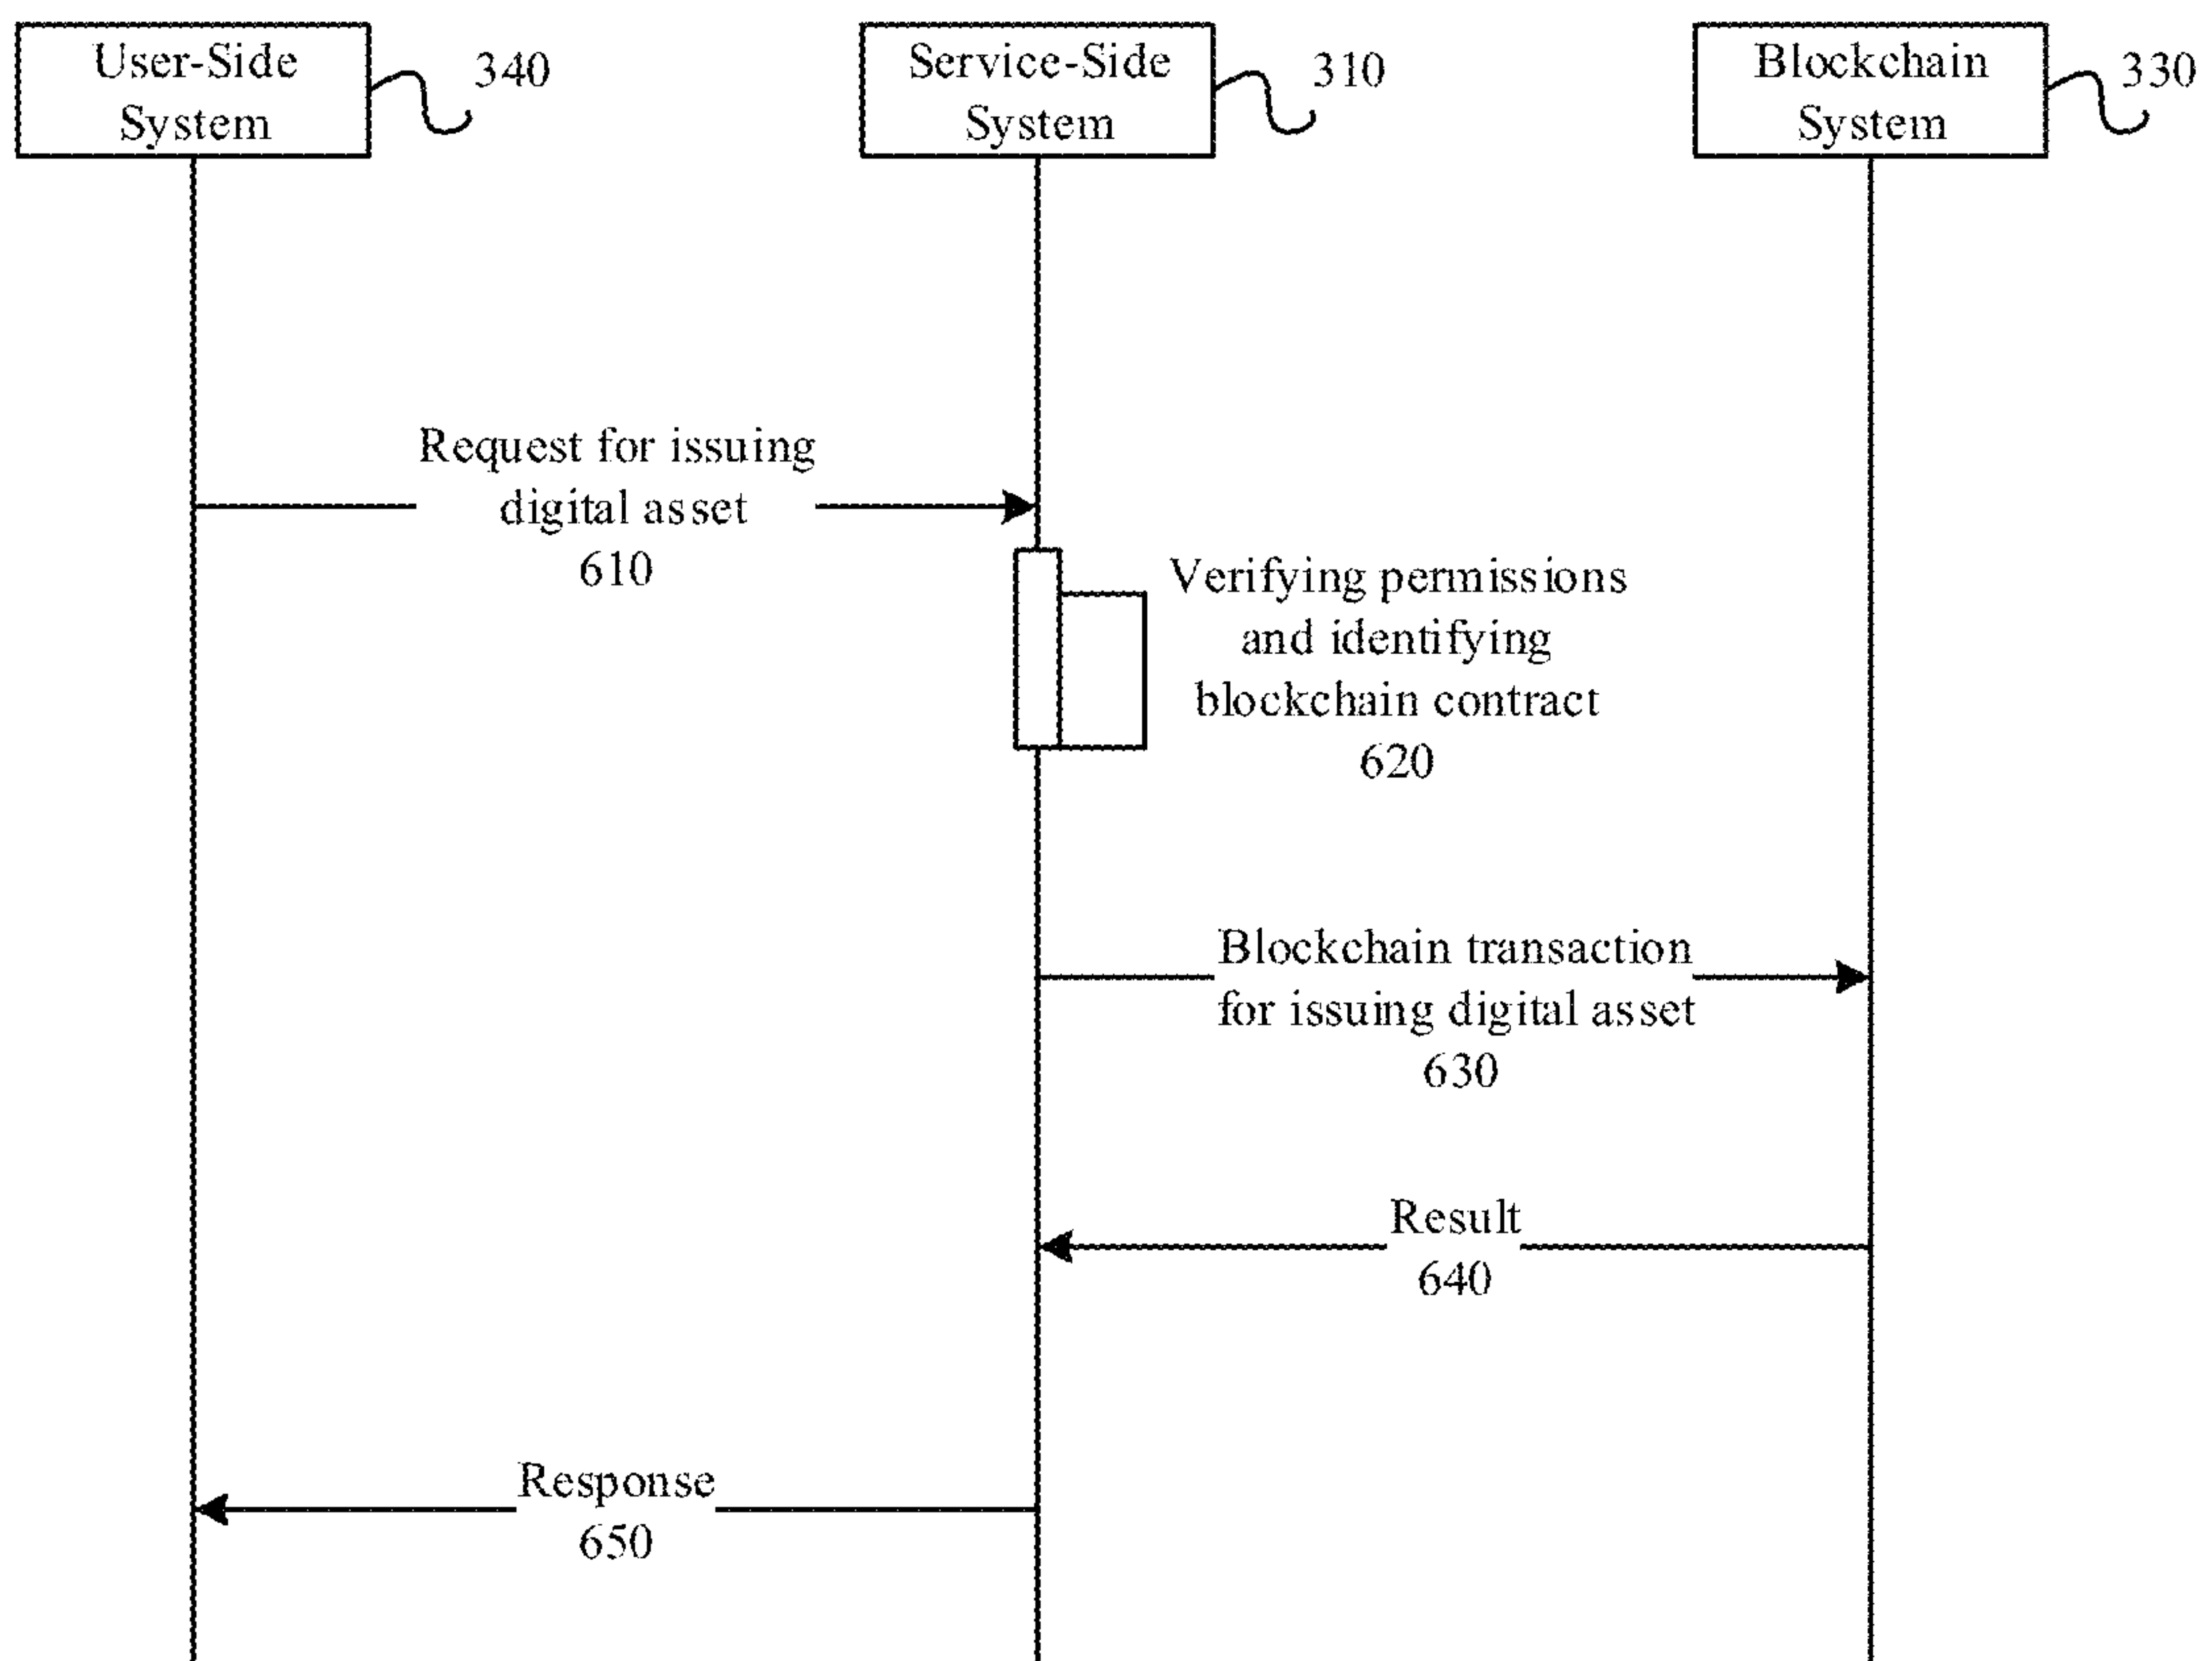 User-Side
System
340
Service-Side
System
310
Blockchain
System
330
Request for issuing
digital asset
610
Verifying permissions
and identifying
blockchain contract
620
Blockchain transaction
for issuing digital asset
630
Result
640
Response
650